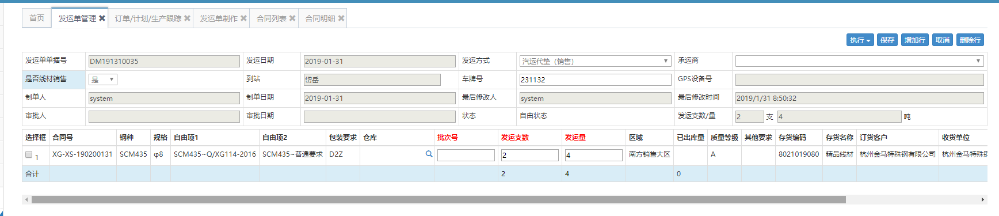 首页 发运单管理 订单/计划/生产跟踪 发运单制作 合同列表 合同明细
执行 保存 增加行 取消 删除行
发运单单据号 DM191310035 发运日期 2019-01-31 发运方式 汽运代垫（销售） 承运商
是否线材销售 是 到站 岱岳 车牌号 231132 GPS设备号
制单人 system 制单日期 2019-01-31 最后修改人 system 最后修改时间 2019/1/31 8:50:32
审批人 审批日期 状态 自由状态 发运支数/量 2 支 4 吨
选择框 合同号 钢种 规格 自由项1 自由项2 包装要求 仓库 批次号 发运支数 发运量 区域 已出库量 质量等级 其他要求 存货编码 存货名称 订货客户 收货单位
1 XG-XS-190200131 SCM435 φ8 SCM435~Q/XG114-2016 SCM435~普通要求 D2Z 2 4 南方销售大区 A 8021019080 精品线材 杭州金马特殊钢有限公司 杭州金马特殊钢
合计 2 4 0